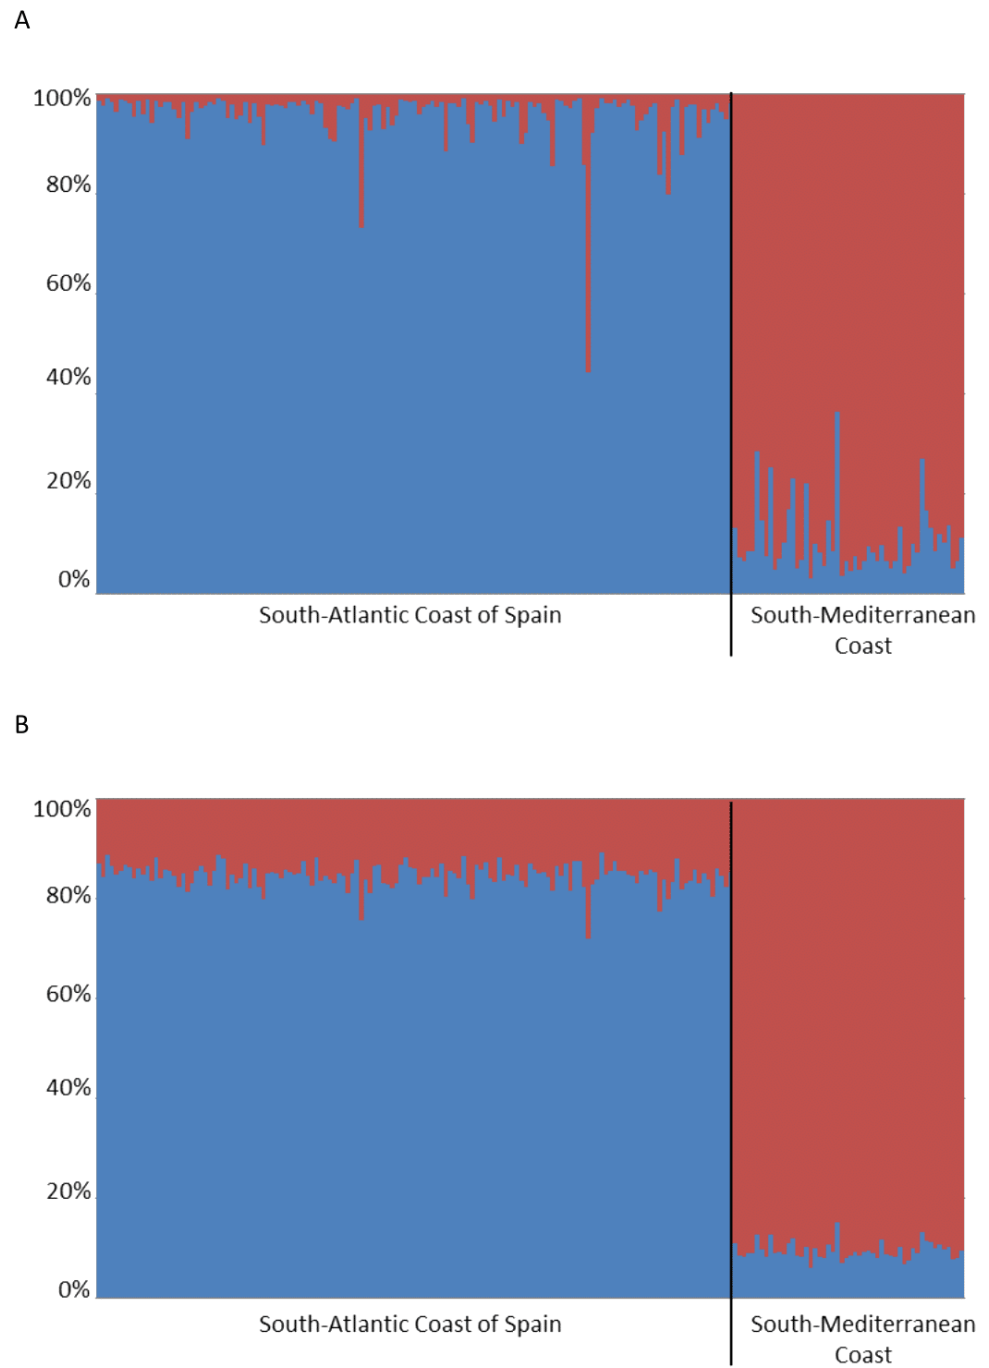 A
100%
80%
60%
40%
20%
0%
South-Atlantic Coast of Spain
South-Mediterranean
Coast
B
100%
80%
60%
40%
20%
0%
South-Atlantic Coast of Spain
South-Mediterranean
Coast